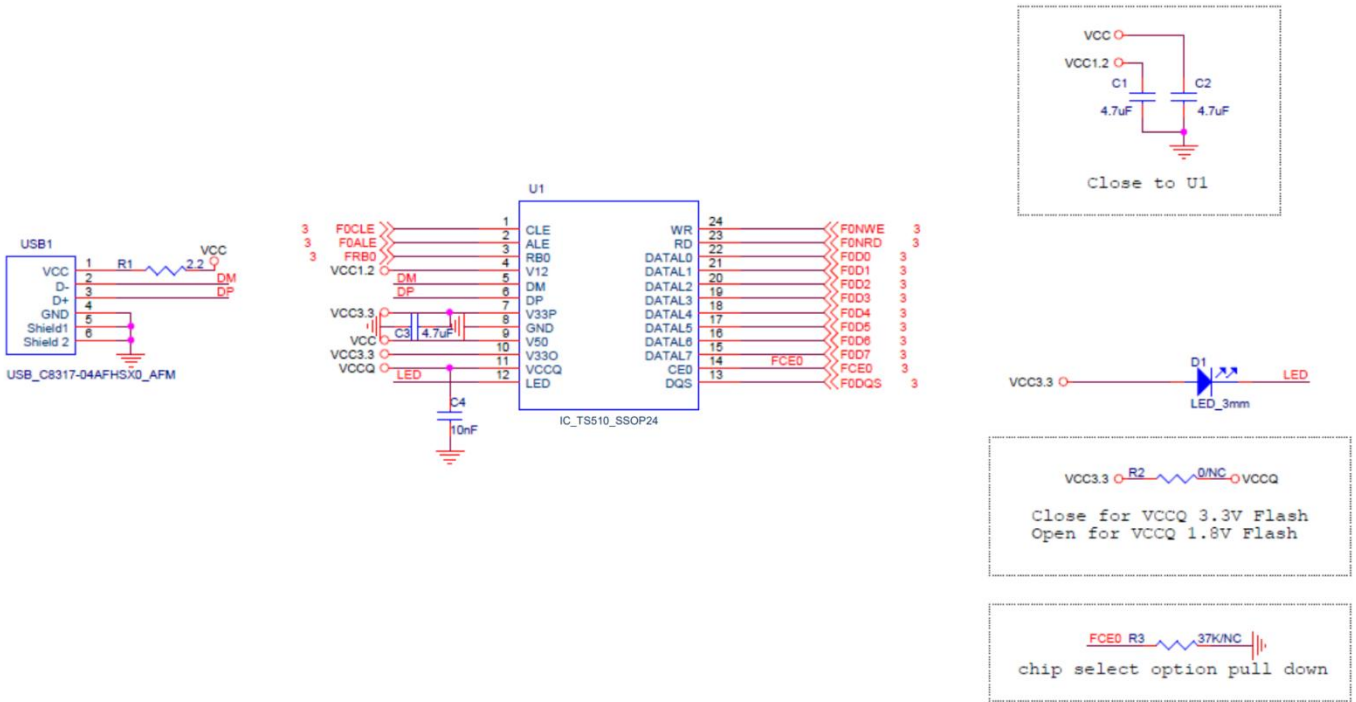 VCC
VCC1.2
C1
C2
4.7uF
4.7uF
Close to U1
USB1
VCC
R1
2.2
VCC 1
D- 2 DM
D+ 3 DP
GND 4
Shield1 5
Shield 2 6
USB_C8317-04AFHSX0_AFM
U1
3 F0CLE 1 CLE
3 F0ALE 2 ALE
3 FRB0 3 RB0
VCC1.2 4 V12
DM 5 DM
DP 6 DP
VCC3.3 7 V33P
8 GND
C3 4.7uF
VCC 9 V50
VCC3.3 10 V33O
VCCQ 11 VCCQ
LED 12 LED
C4
10nF
WR 24 F0NWE 3
RD 23 F0NRD 3
DATAL0 22 F0D0 3
DATAL1 21 F0D1 3
DATAL2 20 F0D2 3
DATAL3 19 F0D3 3
DATAL4 18 F0D4 3
DATAL5 17 F0D5 3
DATAL6 16 F0D6 3
DATAL7 15 F0D7 3
CE0 14 FCE0 FCE0 3
DQS 13 F0DQS 3
IC_TS510_SSOP24
D1
VCC3.3
LED
LED_3mm
VCC3.3 R2 0/NC VCCQ
Close for VCCQ 3.3V Flash
Open for VCCQ 1.8V Flash
FCE0 R3 37K/NC
chip select option pull down